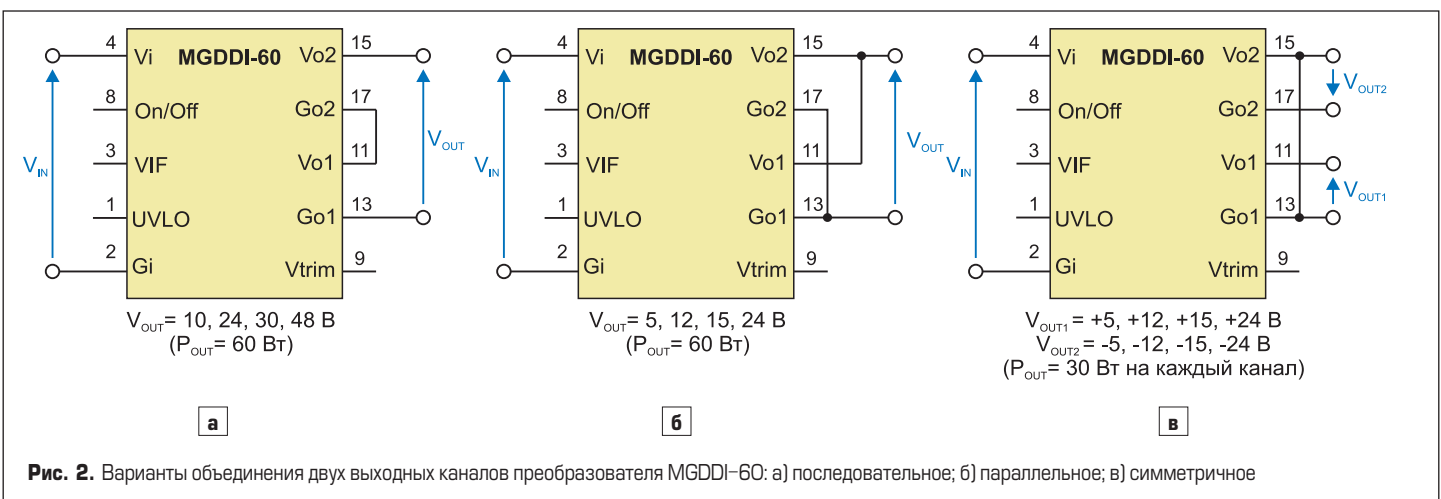 4 Vi MGDDI-60 Vo2 15
8 On/Off Go2 17
3 VIF Vo1 11
1 UVLO Go1 13
2 Gi Vtrim 9
VIN
VOUT
VOUT= 10, 24, 30, 48 В
(POUT= 60 Вт)
а
4 Vi MGDDI-60 Vo2 15
8 On/Off Go2 17
3 VIF Vo1 11
1 UVLO Go1 13
2 Gi Vtrim 9
VIN
VOUT
VOUT= 5, 12, 15, 24 В
(POUT= 60 Вт)
б
4 Vi MGDDI-60 Vo2 15
8 On/Off Go2 17
3 VIF Vo1 11
1 UVLO Go1 13
2 Gi Vtrim 9
VIN
VOUT2
VOUT1
VOUT1 = +5, +12, +15, +24 В
VOUT2 = -5, -12, -15, -24 В
(POUT= 30 Вт на каждый канал)
в
Рис. 2. Варианты объединения двух выходных каналов преобразователя MGDDI-60: а) последовательное; б) параллельное; в) симметричное